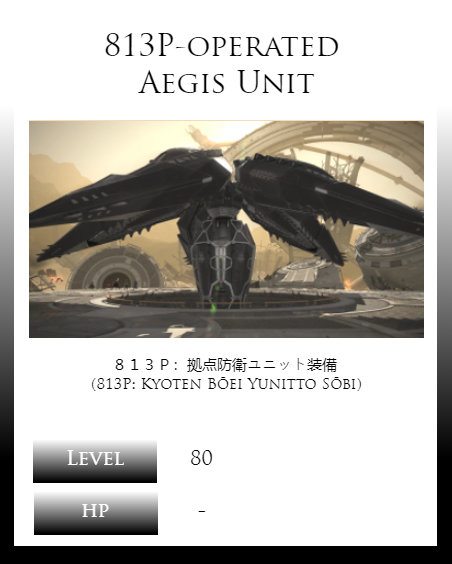 813P-operated
Aegis Unit
８１３Ｐ: 拠点防衛ユニット装備
(813P: Kyoten Bōei Yunitto Sōbi)
Level 80
HP -